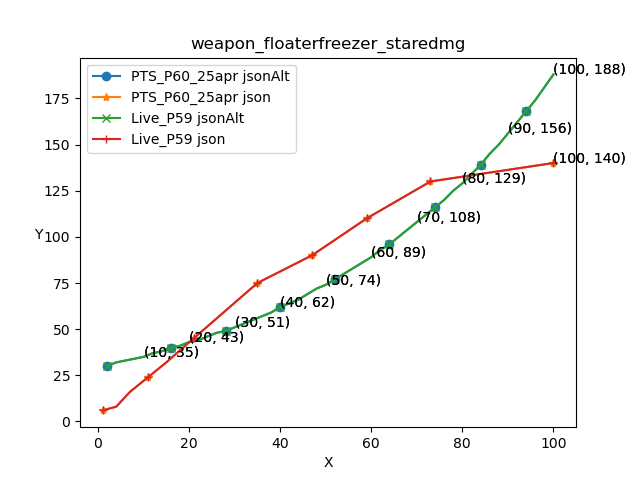 weapon_floaterfreezer_staredmg
PTS_P60_25apr jsonAlt
PTS_P60_25apr json
Live_P59 jsonAlt
Live_P59 json
(100, 188)
(90, 156)
(100, 140)
(80, 129)
(70, 108)
(60, 89)
(50, 74)
(40, 62)
(30, 51)
(20, 43)
(10, 35)
175
150
125
100
75
50
25
0
Y
0 20 40 60 80 100
X